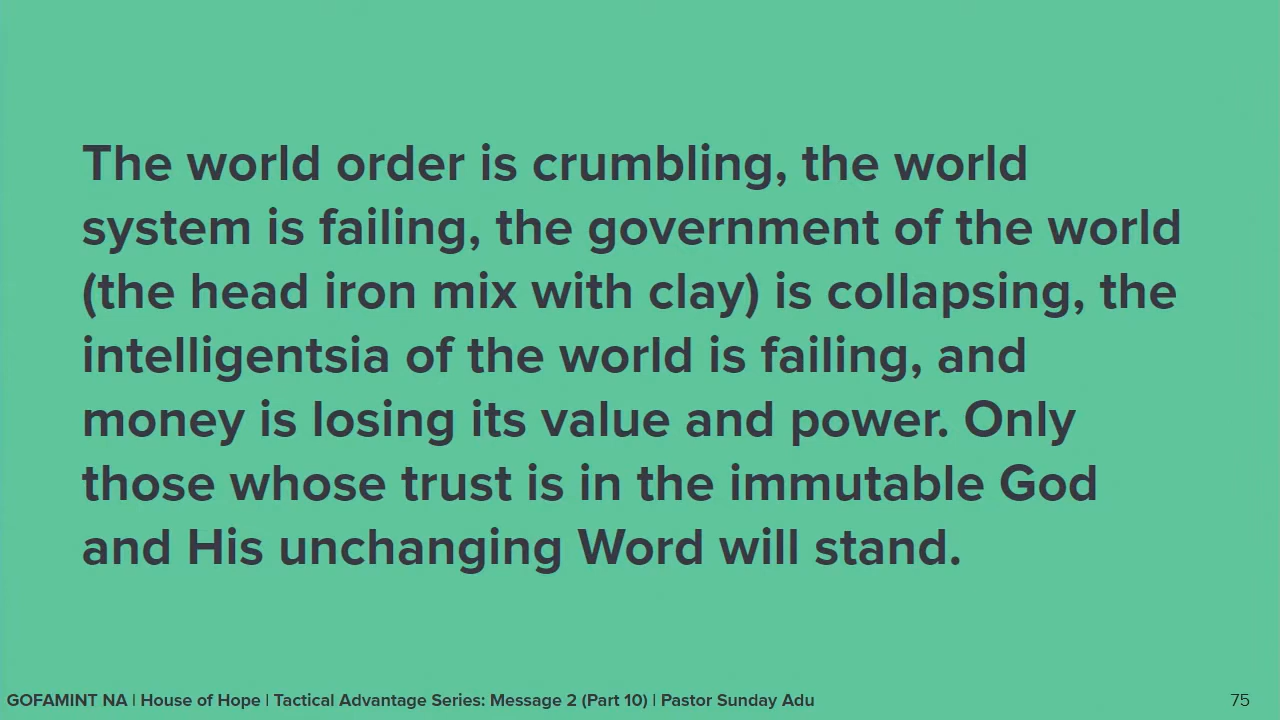 The world order is crumbling, the world
system is failing, the government of the world
(the head iron mix with clay) is collapsing, the
intelligentsia of the world is failing, and
money is losing its value and power. Only
those whose trust is in the immutable God
and His unchanging Word will stand.
GOFAMINT NA | House of Hope | Tactical Advantage Series: Message 2 (Part 10) | Pastor Sunday Adu 75